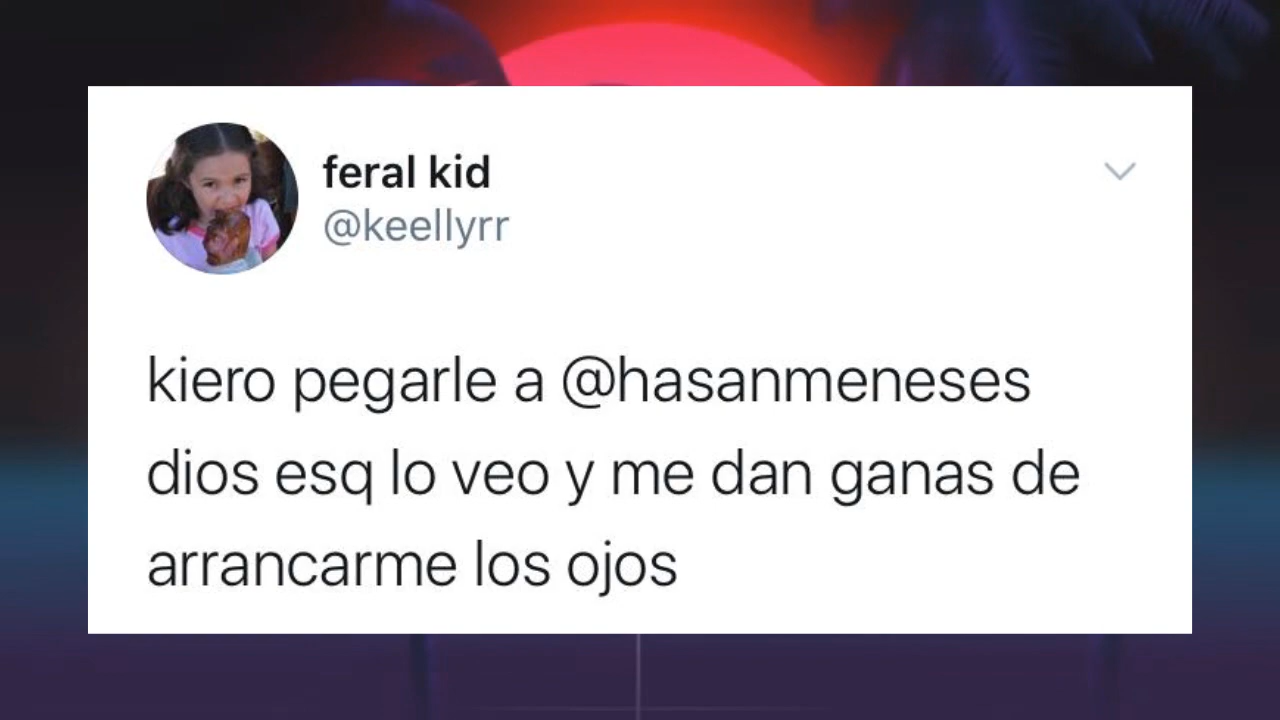 feral kid
@keellyrr
kiero pegarle a @hasanmeneses
dios esq lo veo y me dan ganas de
arrancarme los ojos